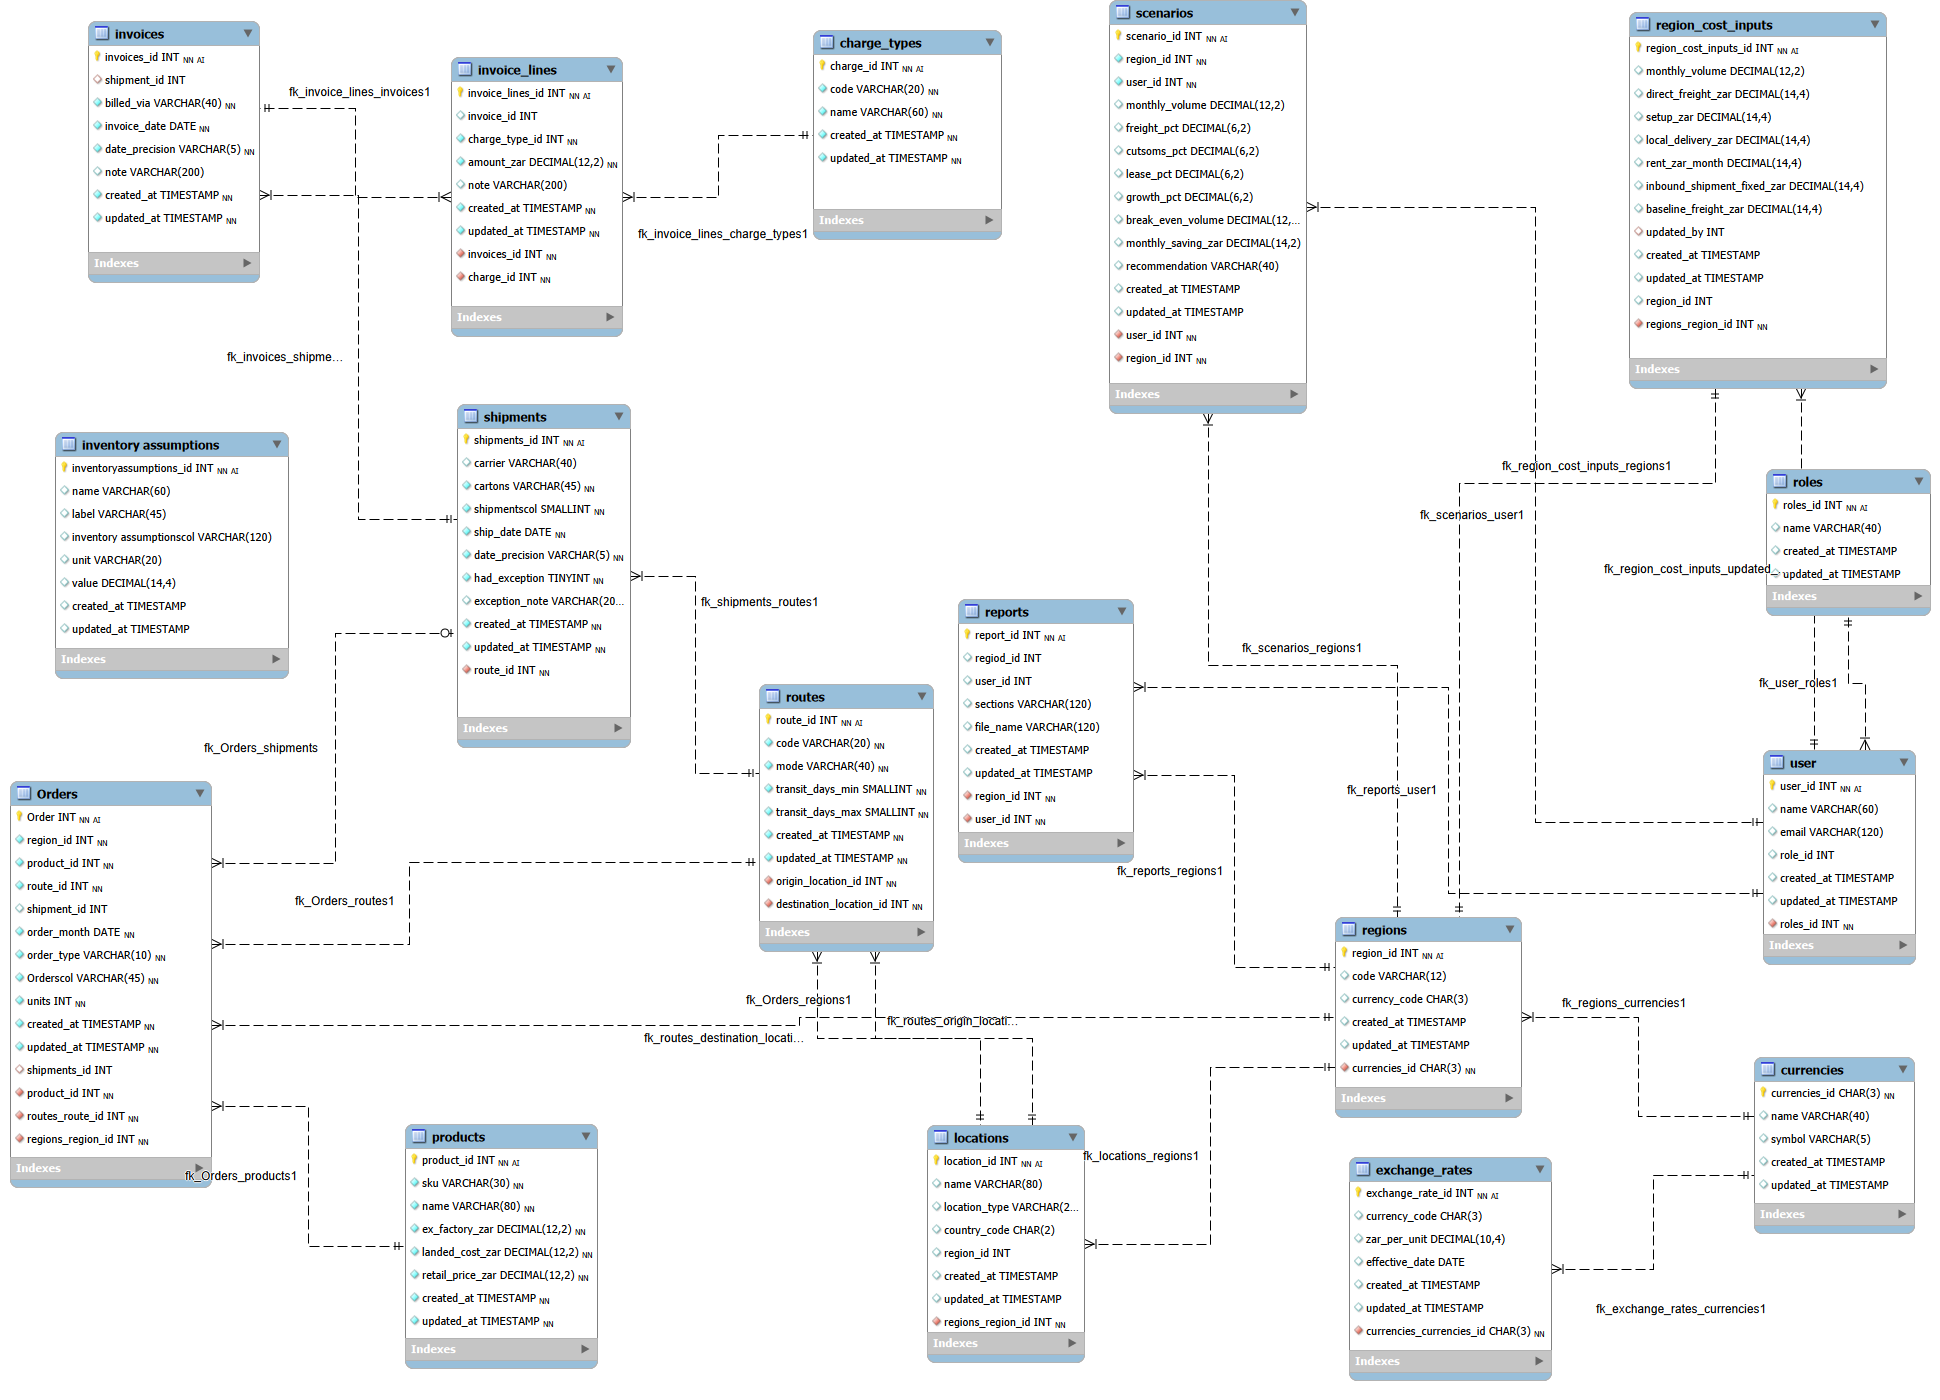 invoices
invoices_id INT NN AI
shipment_id INT
billed_via VARCHAR(40) NN
invoice_date DATE NN
date_precision VARCHAR(5) NN
note VARCHAR(200)
created_at TIMESTAMP NN
updated_at TIMESTAMP NN
Indexes
fk_invoice_lines_invoices1
invoice_lines
invoice_lines_id INT NN AI
invoice_id INT
charge_type_id INT NN
amount_zar DECIMAL(12,2) NN
note VARCHAR(200)
created_at TIMESTAMP NN
updated_at TIMESTAMP NN
invoices_id INT NN
charge_id INT NN
Indexes
fk_invoice_lines_charge_types1
charge_types
charge_id INT NN AI
code VARCHAR(20) NN
name VARCHAR(60) NN
created_at TIMESTAMP NN
updated_at TIMESTAMP NN
Indexes
scenarios
scenario_id INT NN AI
region_id INT NN
user_id INT NN
monthly_volume DECIMAL(12,2)
freight_pct DECIMAL(6,2)
cutsoms_pct DECIMAL(6,2)
lease_pct DECIMAL(6,2)
growth_pct DECIMAL(6,2)
break_even_volume DECIMAL(12,...
monthly_saving_zar DECIMAL(14,2)
recommendation VARCHAR(40)
created_at TIMESTAMP
updated_at TIMESTAMP
user_id INT NN
region_id INT NN
Indexes
region_cost_inputs
region_cost_inputs_id INT NN AI
monthly_volume DECIMAL(12,2)
direct_freight_zar DECIMAL(14,4)
setup_zar DECIMAL(14,4)
local_delivery_zar DECIMAL(14,4)
rent_zar_month DECIMAL(14,4)
inbound_shipment_fixed_zar DECIMAL(14,4)
baseline_freight_zar DECIMAL(14,4)
updated_by INT
created_at TIMESTAMP
updated_at TIMESTAMP
region_id INT
regions_region_id INT NN
Indexes
fk_invoices_shipme...
inventory assumptions
inventoryassumptions_id INT NN AI
name VARCHAR(60)
label VARCHAR(45)
inventory assumptionscol VARCHAR(120)
unit VARCHAR(20)
value DECIMAL(14,4)
created_at TIMESTAMP
updated_at TIMESTAMP
Indexes
shipments
shipments_id INT NN AI
carrier VARCHAR(40)
cartons VARCHAR(45) NN
shipmentscol SMALLINT NN
ship_date DATE NN
date_precision VARCHAR(5) NN
had_exception TINYINT NN
exception_note VARCHAR(20...
created_at TIMESTAMP NN
updated_at TIMESTAMP NN
route_id INT NN
Indexes
fk_shipments_routes1
fk_region_cost_inputs_regions1
fk_scenarios_user1
fk_region_cost_inputs_updated_
roles
roles_id INT NN AI
name VARCHAR(40)
created_at TIMESTAMP
updated_at TIMESTAMP
Indexes
fk_user_roles1
fk_scenarios_regions1
reports
report_id INT NN AI
regiod_id INT
user_id INT
sections VARCHAR(120)
file_name VARCHAR(120)
created_at TIMESTAMP
updated_at TIMESTAMP
region_id INT NN
user_id INT NN
Indexes
fk_reports_user1
fk_reports_regions1
routes
route_id INT NN AI
code VARCHAR(20) NN
mode VARCHAR(40) NN
transit_days_min SMALLINT NN
transit_days_max SMALLINT NN
created_at TIMESTAMP NN
updated_at TIMESTAMP NN
origin_location_id INT NN
destination_location_id INT NN
Indexes
user
user_id INT NN AI
name VARCHAR(60)
email VARCHAR(120)
role_id INT
created_at TIMESTAMP
updated_at TIMESTAMP
roles_id INT NN
Indexes
fk_Orders_shipments
Orders
Order INT NN AI
region_id INT NN
product_id INT NN
route_id INT NN
shipment_id INT
order_month DATE NN
order_type VARCHAR(10) NN
Orderscol VARCHAR(45) NN
units INT NN
created_at TIMESTAMP NN
updated_at TIMESTAMP NN
shipments_id INT
product_id INT NN
routes_route_id INT NN
regions_region_id INT NN
Indexes
fk_Orders_routes1
fk_Orders_regions1
fk_routes_origin_locati...
fk_routes_destination_locati...
fk_Orders_products1
regions
region_id INT NN AI
code VARCHAR(12)
currency_code CHAR(3)
created_at TIMESTAMP
updated_at TIMESTAMP
currencies_id CHAR(3) NN
Indexes
fk_regions_currencies1
currencies
currencies_id CHAR(3) NN
name VARCHAR(40)
symbol VARCHAR(5)
created_at TIMESTAMP
updated_at TIMESTAMP
Indexes
products
product_id INT NN AI
sku VARCHAR(30) NN
name VARCHAR(80) NN
ex_factory_zar DECIMAL(12,2) NN
landed_cost_zar DECIMAL(12,2) NN
retail_price_zar DECIMAL(12,2) NN
created_at TIMESTAMP NN
updated_at TIMESTAMP NN
Indexes
locations
location_id INT NN AI
name VARCHAR(80)
location_type VARCHAR(2...
country_code CHAR(2)
region_id INT
created_at TIMESTAMP
updated_at TIMESTAMP
regions_region_id INT NN
Indexes
fk_locations_regions1
exchange_rates
exchange_rate_id INT NN AI
currency_code CHAR(3)
zar_per_unit DECIMAL(10,4)
effective_date DATE
created_at TIMESTAMP
updated_at TIMESTAMP
currencies_currencies_id CHAR(3) NN
Indexes
fk_exchange_rates_currencies1